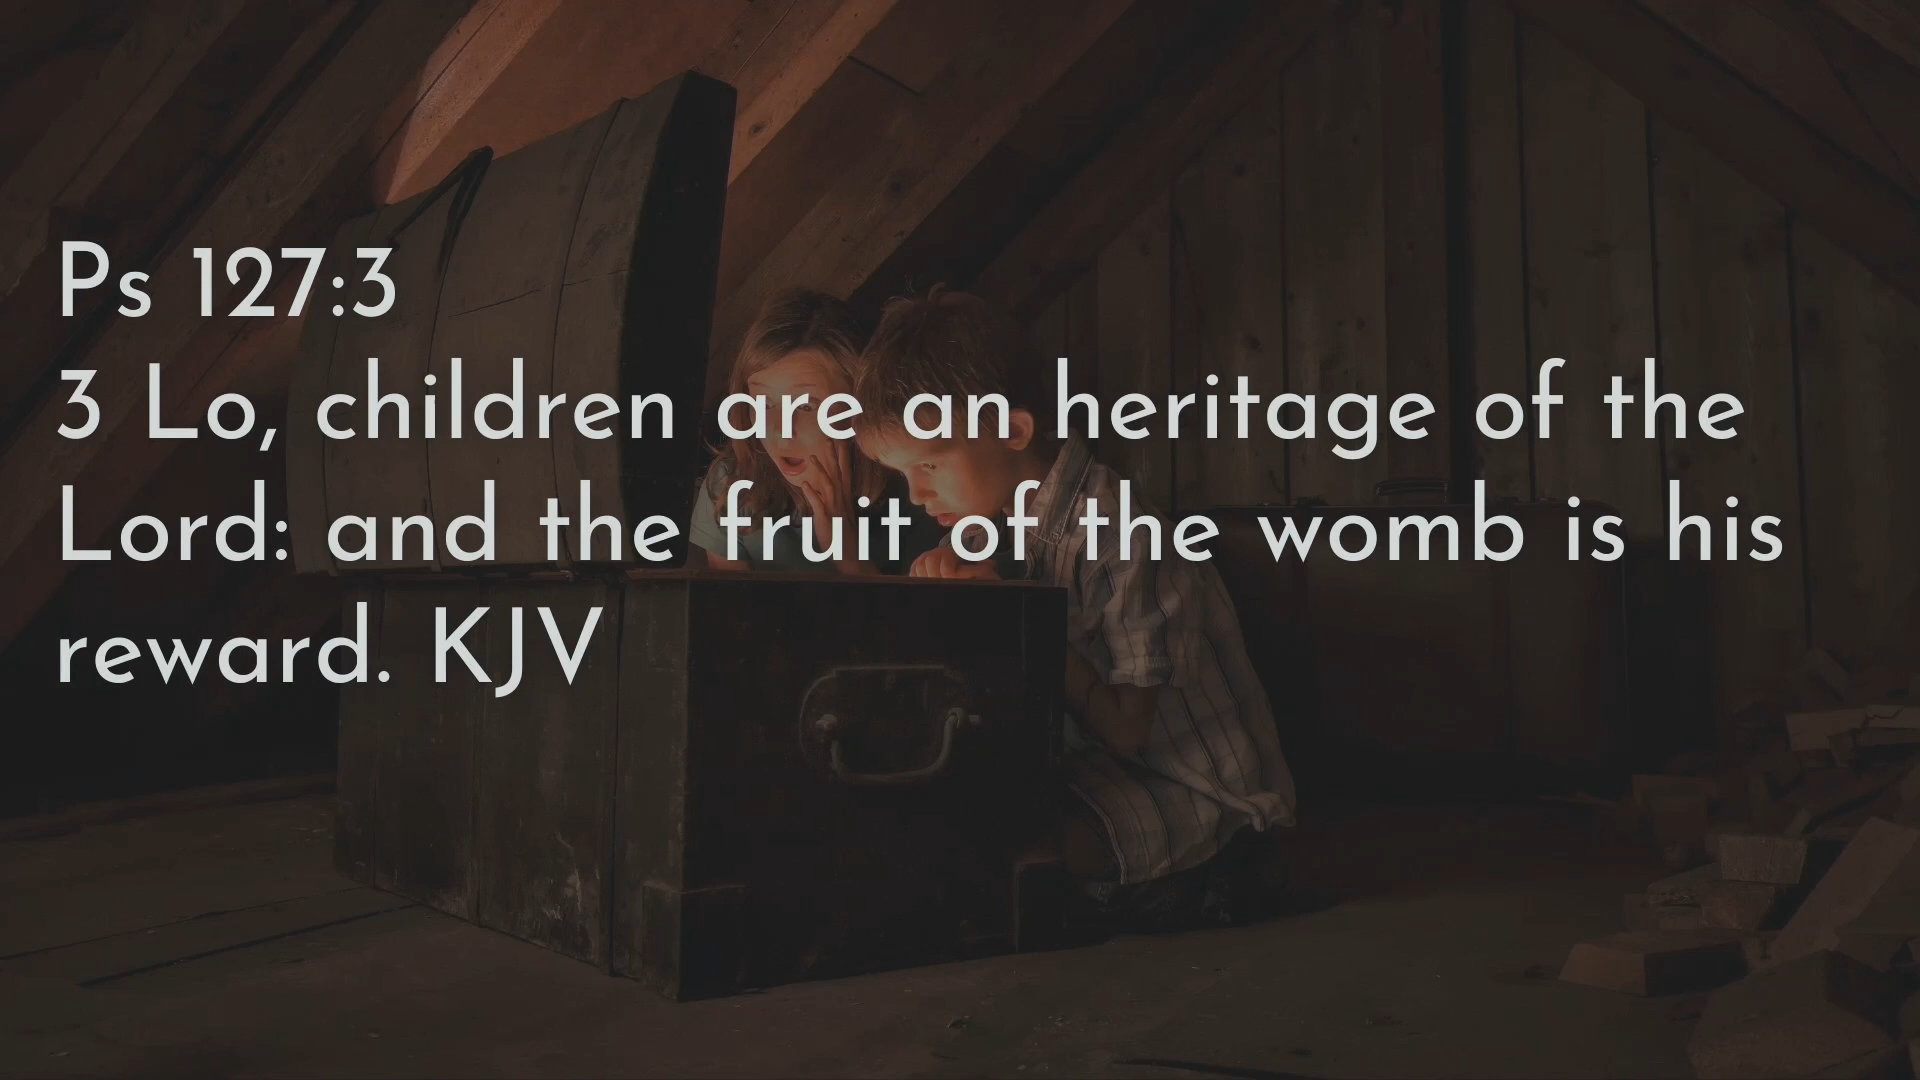 Ps 127:3
3 Lo, children are an heritage of the
Lord: and the fruit of the womb is his
reward. KJV